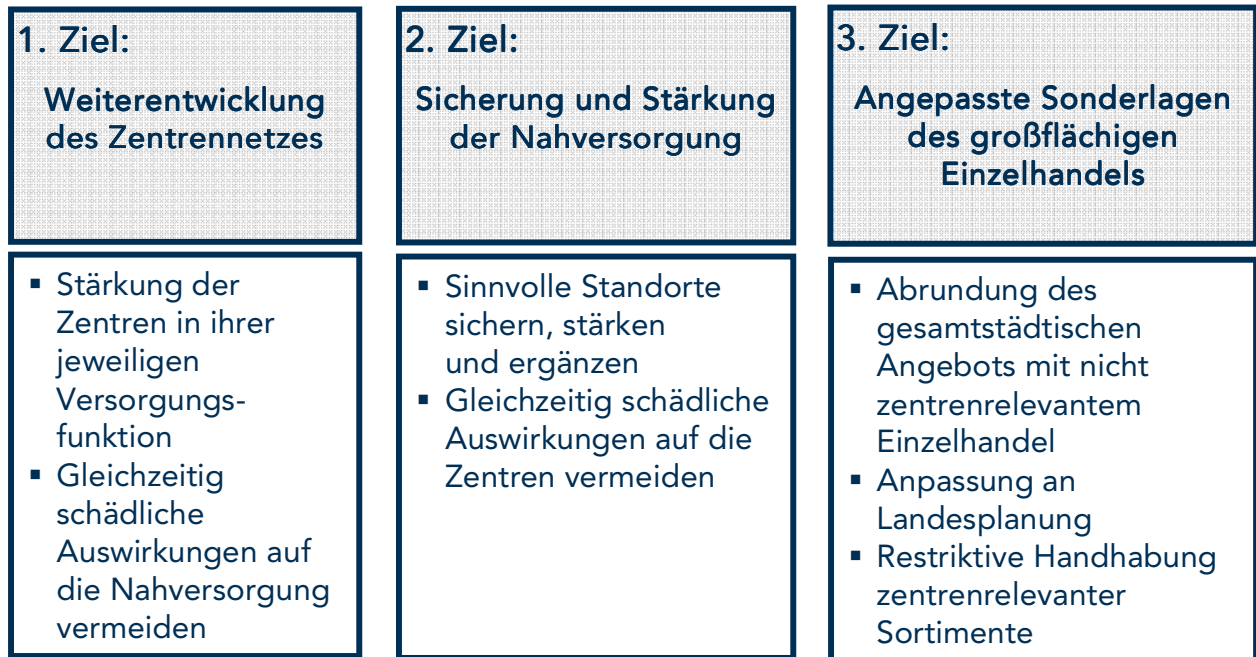 1. Ziel:
Weiterentwicklung
des Zentrennetzes
▪ Stärkung der
Zentren in ihrer
jeweiligen
Versorgungs-
funktion
▪ Gleichzeitig
schädliche
Auswirkungen auf
die Nahversorgung
vermeiden
2. Ziel:
Sicherung und Stärkung
der Nahversorgung
▪ Sinnvolle Standorte
sichern, stärken
und ergänzen
▪ Gleichzeitig schädliche
Auswirkungen auf die
Zentren vermeiden
3. Ziel:
Angepasste Sonderlagen
des großflächigen
Einzelhandels
▪ Abrundung des
gesamtstädtischen
Angebots mit nicht
zentrenrelevantem
Einzelhandel
▪ Anpassung an
Landesplanung
▪ Restriktive Handhabung
zentrenrelevanter
Sortimente